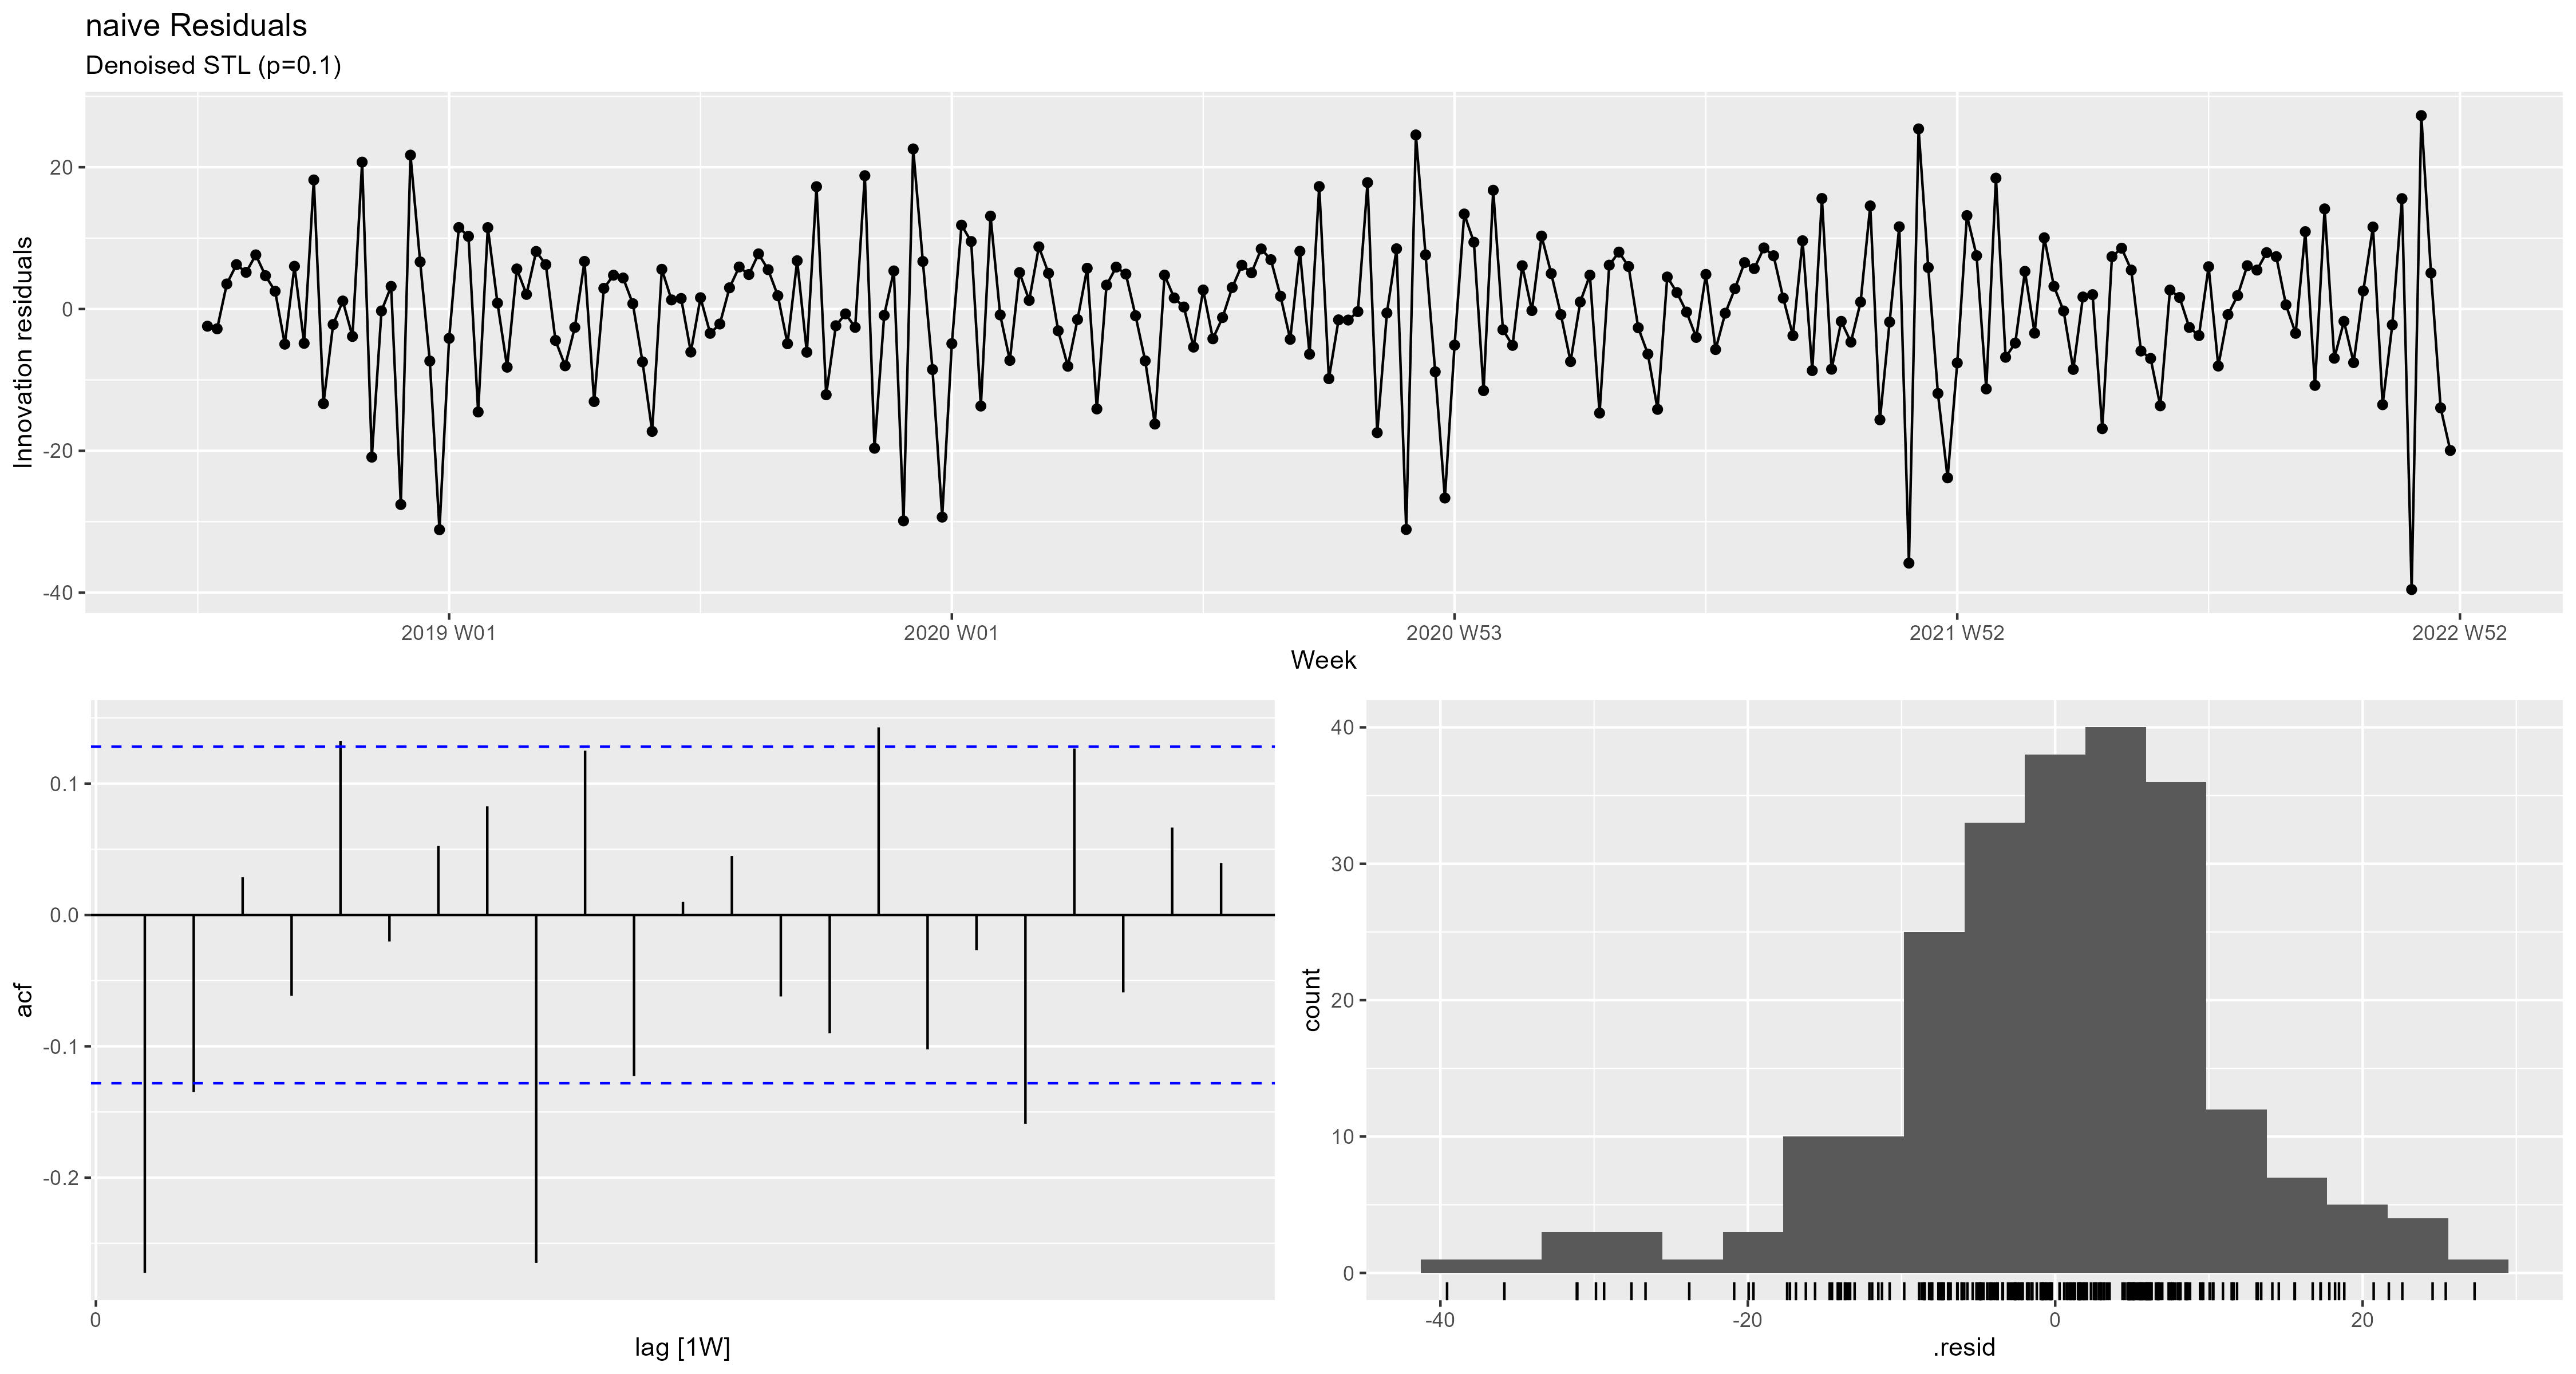 naive Residuals
Denoised STL (p=0.1)
Innovation residuals
20
0
-20
-40
2019 W01
2020 W01
2020 W53
2021 W52
2022 W52
Week
acf
0.1
0.0
-0.1
-0.2
0
lag [1W]
count
40
30
20
10
0
-40
-20
0
20
.resid